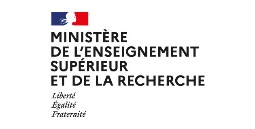 MINISTÈRE
DE L'ENSEIGNEMENT
SUPÉRIEUR
ET DE LA RECHERCHE
Liberté
Égalité
Fraternité